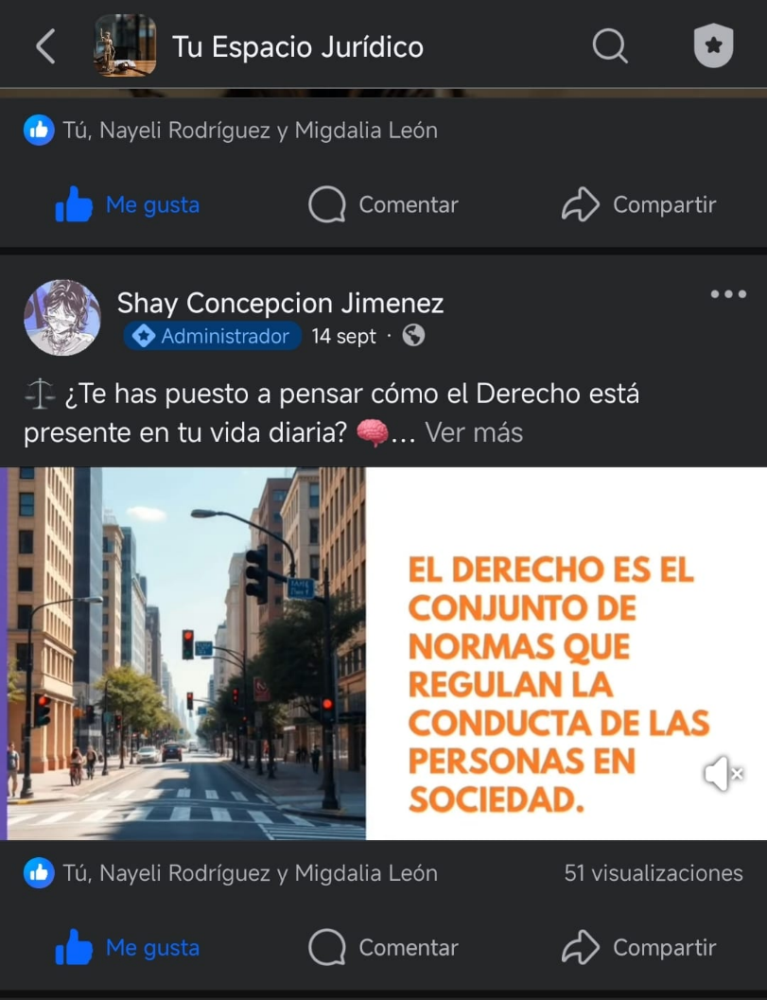 Tu Espacio Jurídico
Tú, Nayeli Rodríguez y Migdalia León
Me gusta
Comentar
Compartir
Shay Concepcion Jimenez
Administrador 14 sept ·
¿Te has puesto a pensar cómo el Derecho está
presente en tu vida diaria? ... Ver más
EL DERECHO ES EL
CONJUNTO DE
NORMAS QUE
REGULAN LA
CONDUCTA DE LAS
PERSONAS EN
SOCIEDAD.
Tú, Nayeli Rodríguez y Migdalia León
51 visualizaciones
Me gusta
Comentar
Compartir